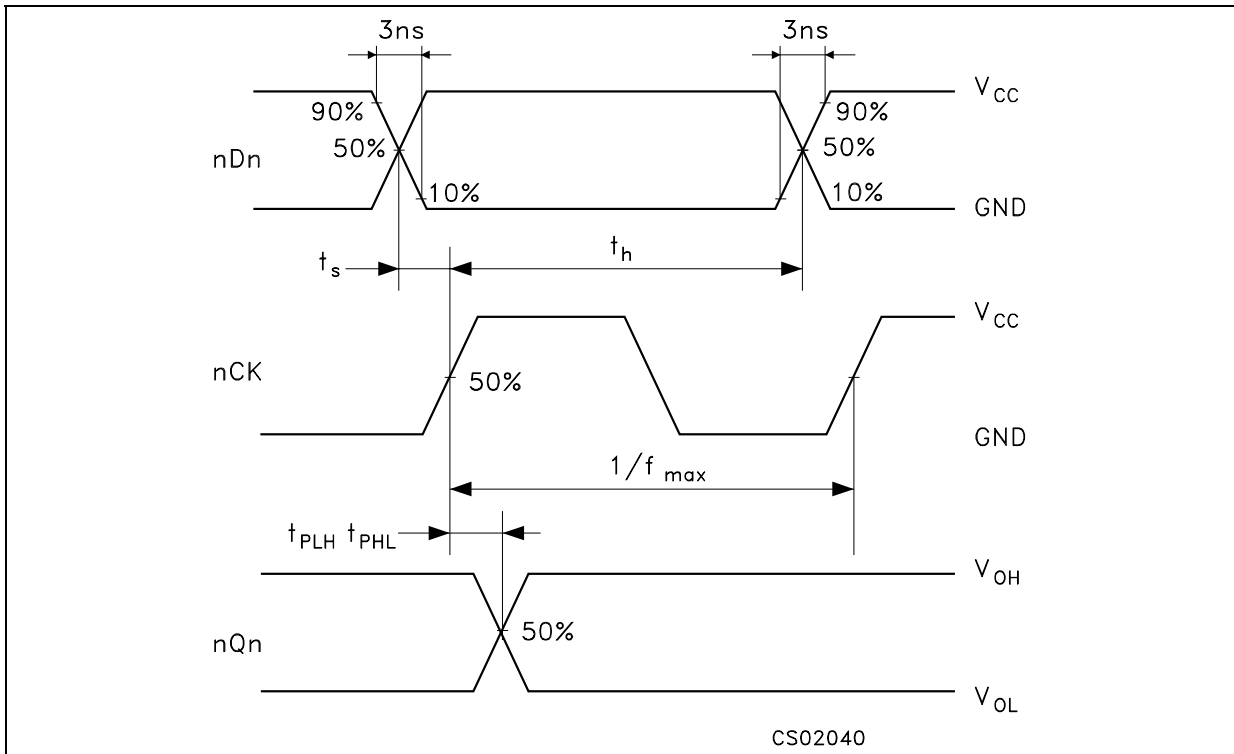 3ns 3ns
V_CC
90% 90%
nDn 50% 50%
10% 10%
GND
t_s t_h
V_CC
nCK 50%
GND
1/f_max
t_PLH t_PHL
V_OH
nQn 50%
V_OL
CS02040